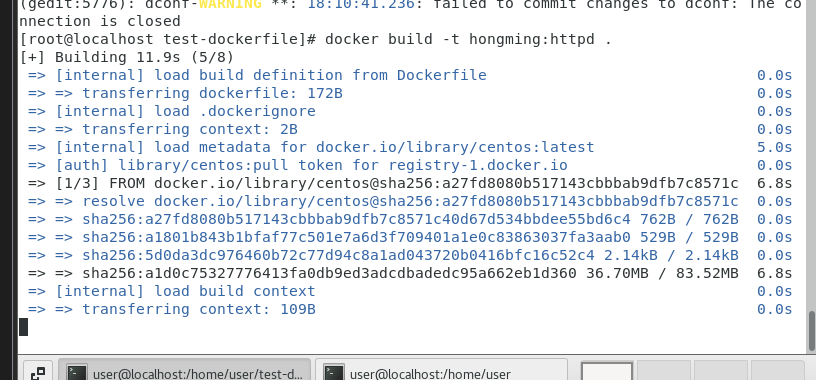 (gedit:5776): dconf-WARNING **: 18:10:41.236: failed to commit changes to dconf: The co
nnection is closed
[root@localhost test-dockerfile]# docker build -t hongming:httpd .
[+] Building 11.9s (5/8)
=> [internal] load build definition from Dockerfile 0.0s
=> => transferring dockerfile: 172B 0.0s
=> [internal] load .dockerignore 0.0s
=> => transferring context: 2B 0.0s
=> [internal] load metadata for docker.io/library/centos:latest 5.0s
=> [auth] library/centos:pull token for registry-1.docker.io 0.0s
=> [1/3] FROM docker.io/library/centos@sha256:a27fd8080b517143cbbbab9dfb7c8571c 6.8s
=> => resolve docker.io/library/centos@sha256:a27fd8080b517143cbbbab9dfb7c8571c 0.0s
=> => sha256:a27fd8080b517143cbbbab9dfb7c8571c40d67d534bbdee55bd6c4 762B / 762B 0.0s
=> => sha256:a1801b843b1bfaf77c501e7a6d3f709401a1e0c83863037fa3aab0 529B / 529B 0.0s
=> => sha256:5d0da3dc976460b72c77d94c8a1ad043720b0416bfc16c52c4 2.14kB / 2.14kB 0.0s
=> => sha256:a1d0c75327776413fa0db9ed3adcdbadedc95a662eb1d360 36.70MB / 83.52MB 6.8s
=> [internal] load build context 0.0s
=> => transferring context: 109B 0.0s
user@localhost:/home/user/test-d... user@localhost:/home/user